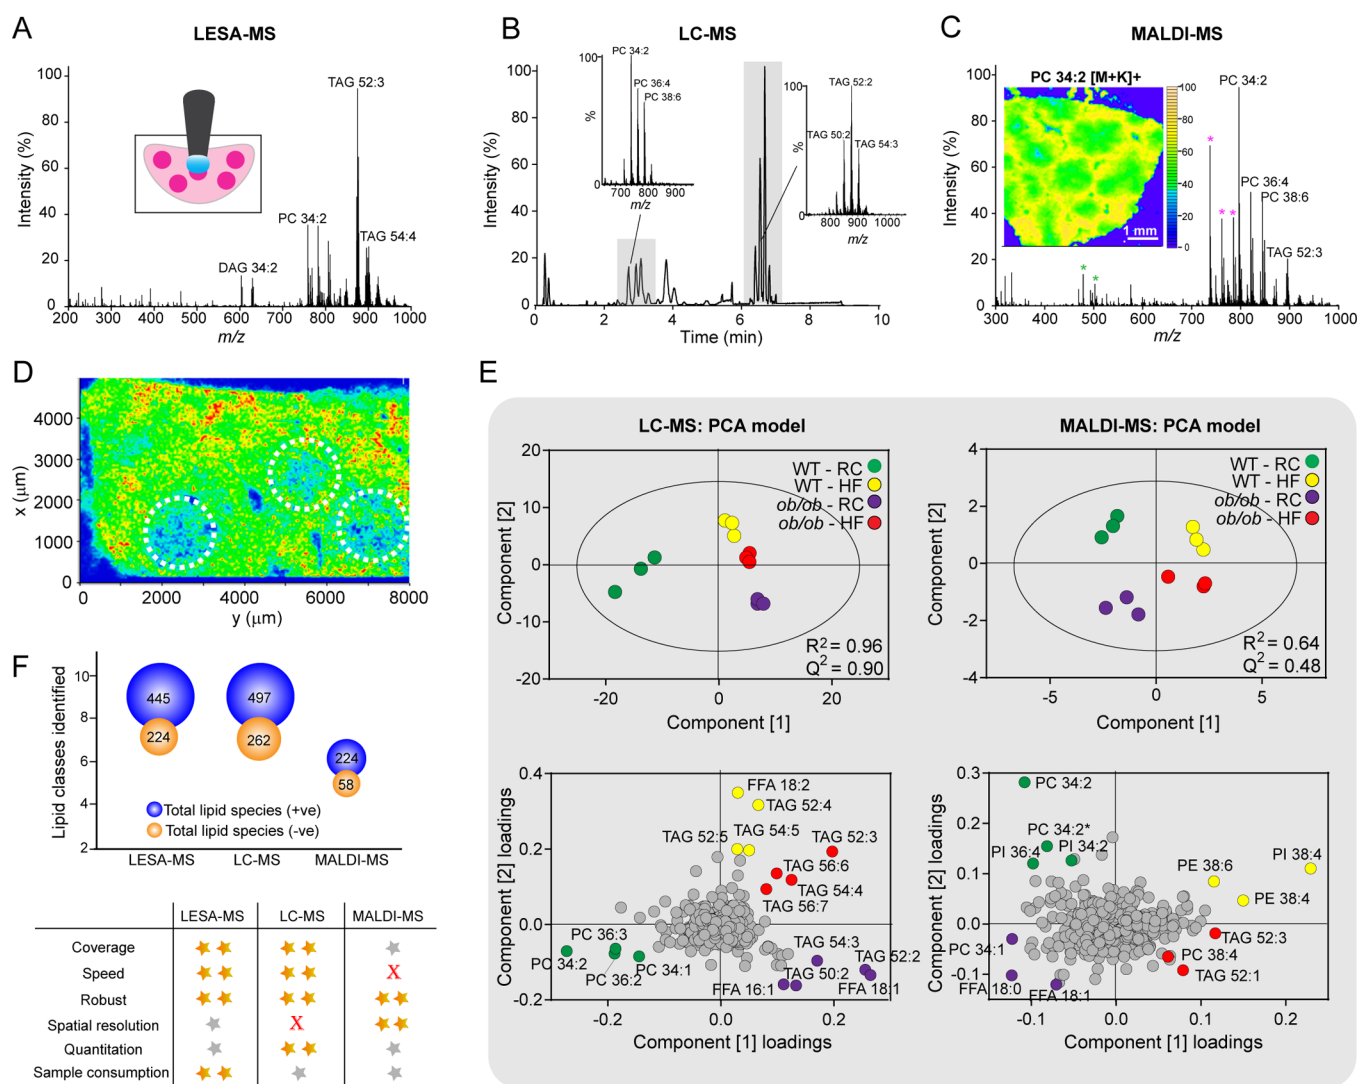 A
LESA-MS
Intensity (%)
100
80
60
40
20
0
TAG 52:3
PC 34:2
TAG 54:4
DAG 34:2
200 300 400 500 600 700 800 900 1000
m/z
B
LC-MS
Intensity (%)
100
80
60
40
20
0
PC 34:2
100
PC 36:4
PC 38:6
%
0
700 800 900
m/z
TAG 52:2
100
TAG 50:2
%
TAG 54:3
0
800 900 1000
m/z
0 2 4 6 8 10
Time (min)
C
MALDI-MS
Intensity (%)
100
80
60
40
20
0
PC 34:2 [M+K]+
100
80
60
40
20
0
1 mm
PC 34:2
*
PC 36:4
PC 38:6
* *
TAG 52:3
*
*
300 400 500 600 700 800 900 1000
m/z
D
x (µm)
4000
3000
2000
1000
0
0 2000 4000 6000 8000
y (µm)
E
LC-MS: PCA model
WT - RC
WT - HF
ob/ob - RC
ob/ob - HF
Component [2]
20
10
0
-10
-20
R2 = 0.96
Q2 = 0.90
-20 0 20
Component [1]
MALDI-MS: PCA model
WT - RC
WT - HF
ob/ob - RC
ob/ob - HF
Component [2]
4
2
0
-2
-4
R2 = 0.64
Q2 = 0.48
-5 0 5
Component [1]
Component [2] loadings
0.4
0.2
0.0
-0.2
FFA 18:2
TAG 52:4
TAG 52:5
TAG 54:5
TAG 52:3
TAG 56:6
TAG 54:4
TAG 56:7
PC 36:3
PC 34:2
PC 36:2
PC 34:1
TAG 54:3
TAG 52:2
TAG 50:2
FFA 16:1
FFA 18:1
-0.2 0.0 0.2
Component [1] loadings
Component [2] loadings
0.3
0.2
0.1
0.0
-0.1
PC 34:2
PC 34:2*
PI 36:4
PI 34:2
PE 38:6
PI 38:4
PE 38:4
PC 34:1
TAG 52:3
PC 38:4
TAG 52:1
FFA 18:0
FFA 18:1
-0.1 0.0 0.1 0.2
Component [1] loadings
F
Lipid classes identified
10
8
6
4
2
445
224
497
262
224
58
Total lipid species (+ve)
Total lipid species (-ve)
LESA-MS LC-MS MALDI-MS
LESA-MS LC-MS MALDI-MS
Coverage
Speed X
Robust
Spatial resolution X
Quantitation
Sample consumption